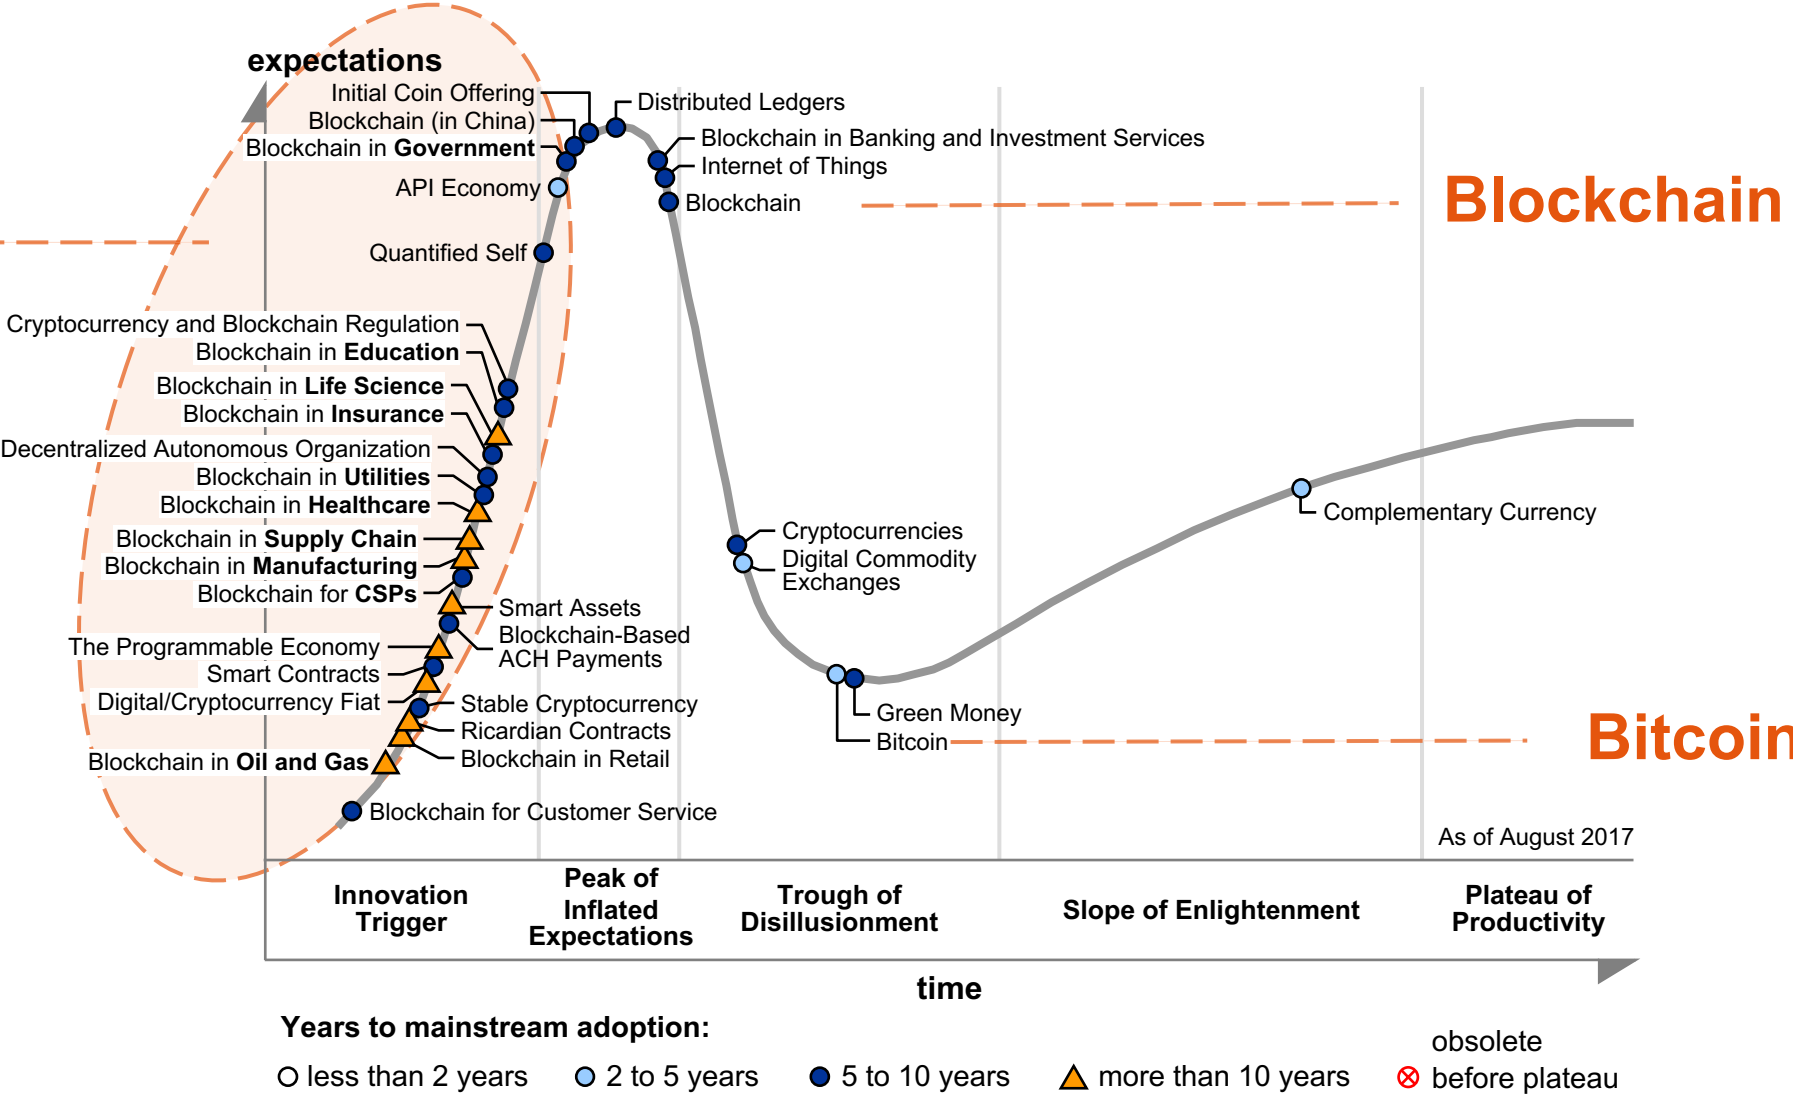 expectations
Initial Coin Offering
Blockchain (in China)
Blockchain in Government
API Economy
Quantified Self
Cryptocurrency and Blockchain Regulation
Blockchain in Education
Blockchain in Life Science
Blockchain in Insurance
Decentralized Autonomous Organization
Blockchain in Utilities
Blockchain in Healthcare
Blockchain in Supply Chain
Blockchain in Manufacturing
Blockchain for CSPs
Smart Assets
Blockchain-Based
ACH Payments
The Programmable Economy
Smart Contracts
Digital/Cryptocurrency Fiat
Stable Cryptocurrency
Ricardian Contracts
Blockchain in Retail
Blockchain in Oil and Gas
Blockchain for Customer Service
Distributed Ledgers
Blockchain in Banking and Investment Services
Internet of Things
Blockchain
Blockchain
Cryptocurrencies
Digital Commodity
Exchanges
Green Money
Bitcoin
Bitcoin
Complementary Currency
As of August 2017
Innovation
Trigger
Peak of
Inflated
Expectations
Trough of
Disillusionment
Slope of Enlightenment
Plateau of
Productivity
time
Years to mainstream adoption:
less than 2 years
2 to 5 years
5 to 10 years
more than 10 years
obsolete
before plateau